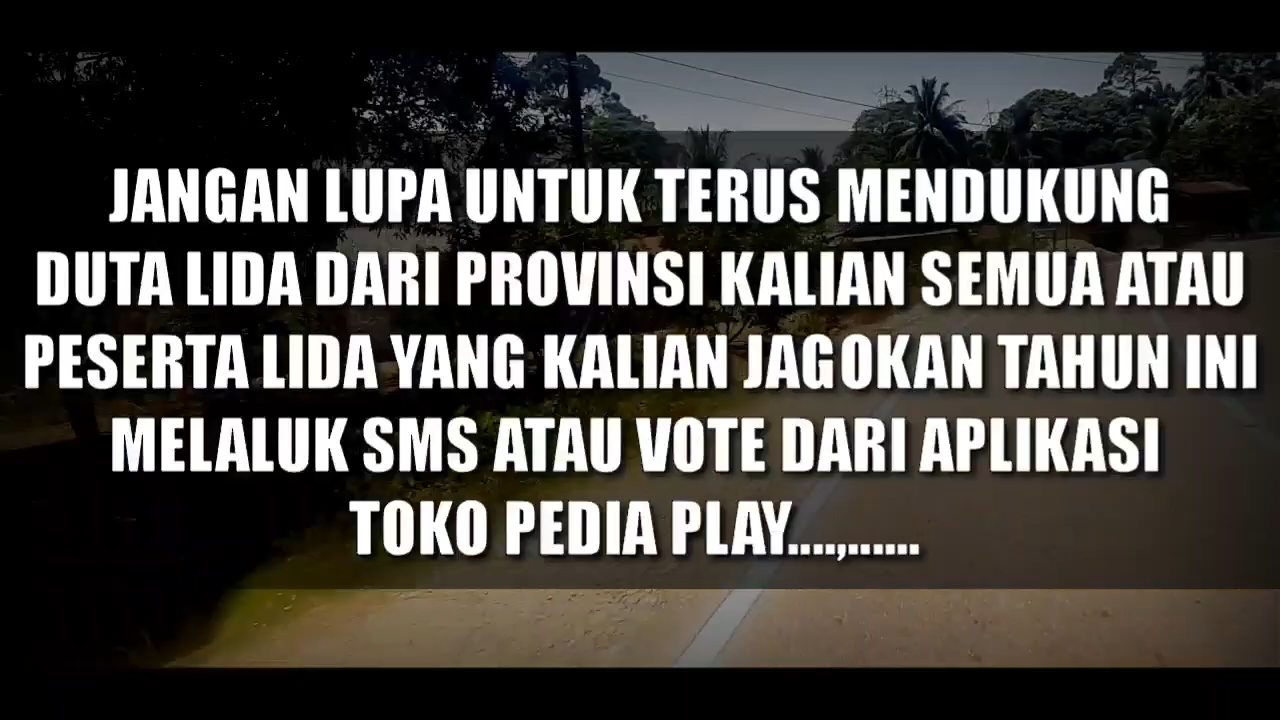 JANGAN LUPA UNTUK TERUS MENDUKUNG
DUTA LIDA DARI PROVINSI KALIAN SEMUA ATAU
PESERTA LIDA YANG KALIAN JAGOKAN TAHUN INI
MELALUK SMS ATAU VOTE DARI APLIKASI
TOKO PEDIA PLAY....,......